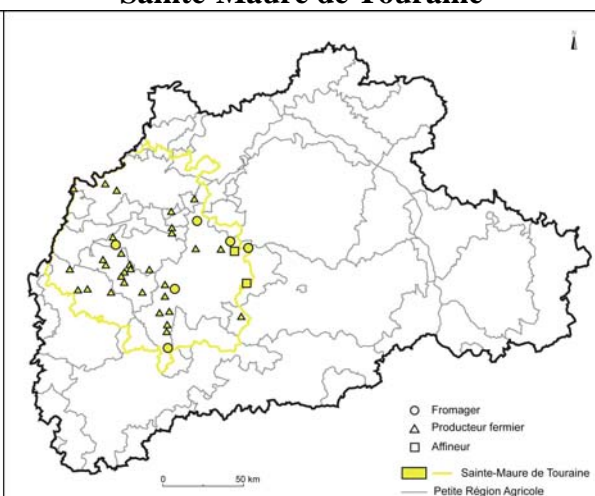 Sainte-Maure de Touraine
N
Fromager
Producteur fermier
Affineur
Sainte-Maure de Touraine
Petite Région Agricole
0 50 km